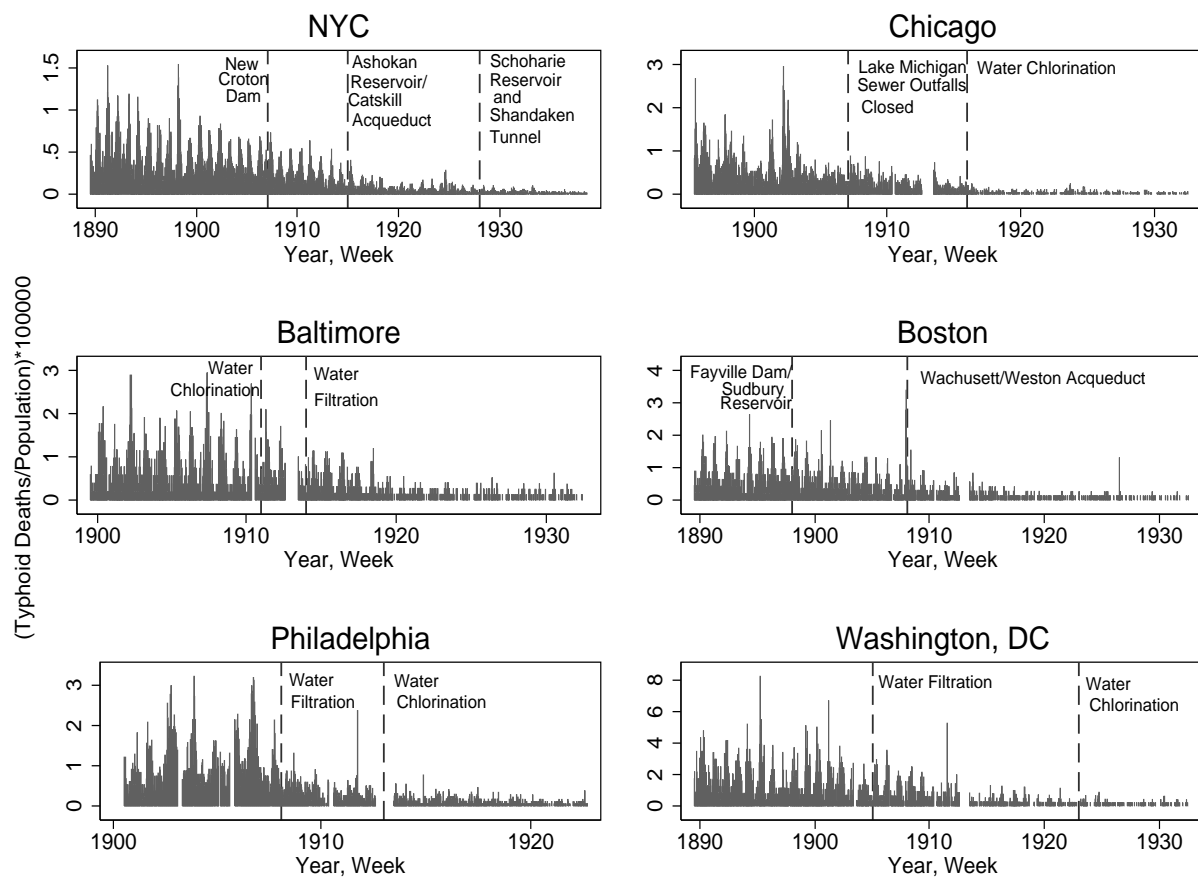 (Typhoid Deaths/Population)*100000
NYC
0 .5 1 1.5
New
Croton
Dam
Ashokan
Reservoir/
Catskill
Acqueduct
Schoharie
Reservoir
and
Shandaken
Tunnel
1890 1900 1910 1920 1930
Year, Week
Chicago
0 1 2 3
Lake Michigan
Sewer Outfalls
Closed
Water Chlorination
1900 1910 1920 1930
Year, Week
Baltimore
0 1 2 3
Water
Chlorination
Water
Filtration
1900 1910 1920 1930
Year, Week
Boston
0 1 2 3 4
Fayville Dam/
Sudbury
Reservoir
Wachusett/Weston Acqueduct
1890 1900 1910 1920 1930
Year, Week
Philadelphia
0 1 2 3
Water
Filtration
Water
Chlorination
1900 1910 1920
Year, Week
Washington, DC
0 2 4 6 8
Water Filtration
Water
Chlorination
1890 1900 1910 1920 1930
Year, Week